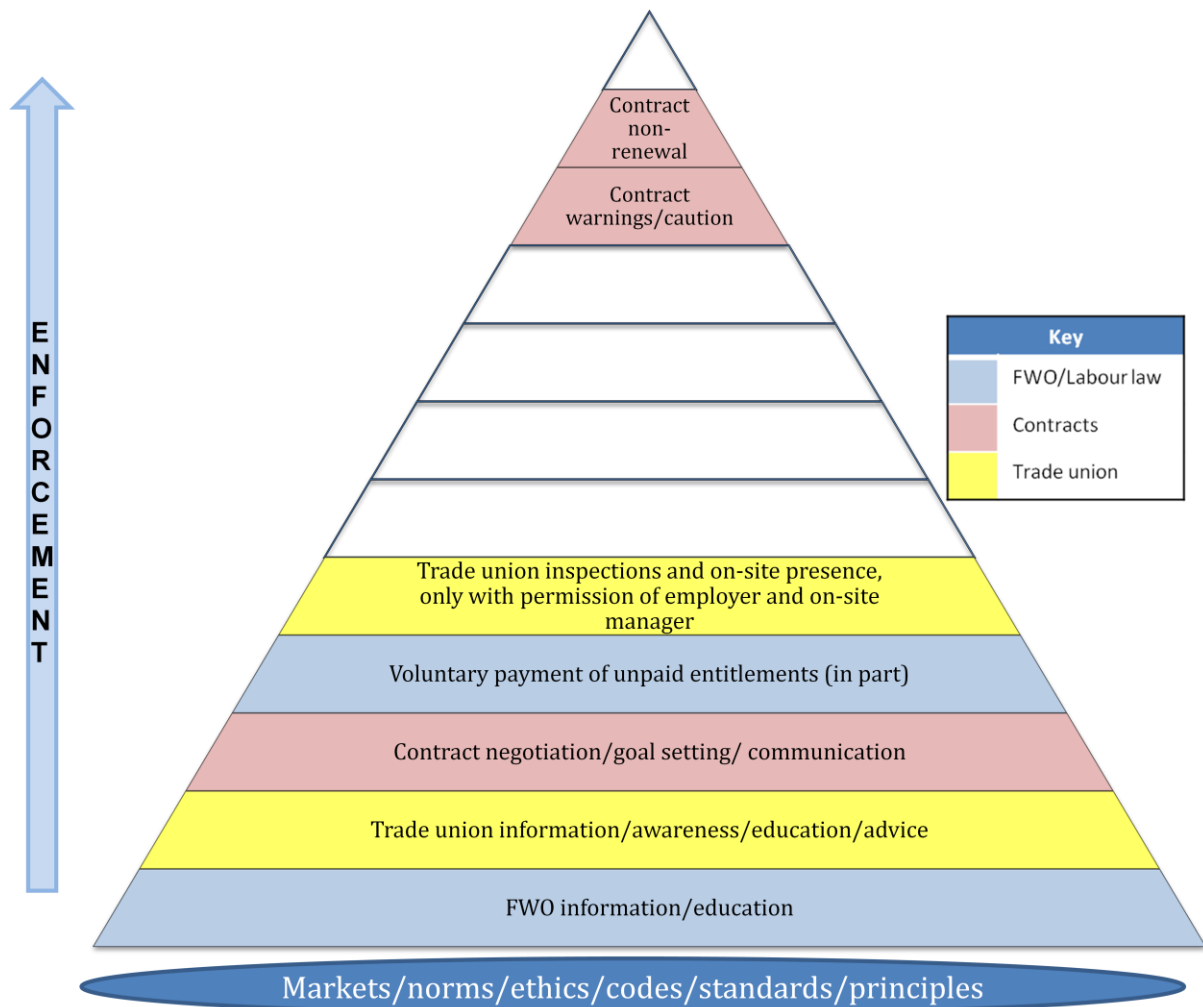 Contract
non-
renewal
Contract
warnings/caution
ENFORCEMENT
Key
FWO/Labour law
Contracts
Trade union
Trade union inspections and on-site presence,
only with permission of employer and on-site
manager
Voluntary payment of unpaid entitlements (in part)
Contract negotiation/goal setting/ communication
Trade union information/awareness/education/advice
FWO information/education
Markets/norms/ethics/codes/standards/principles